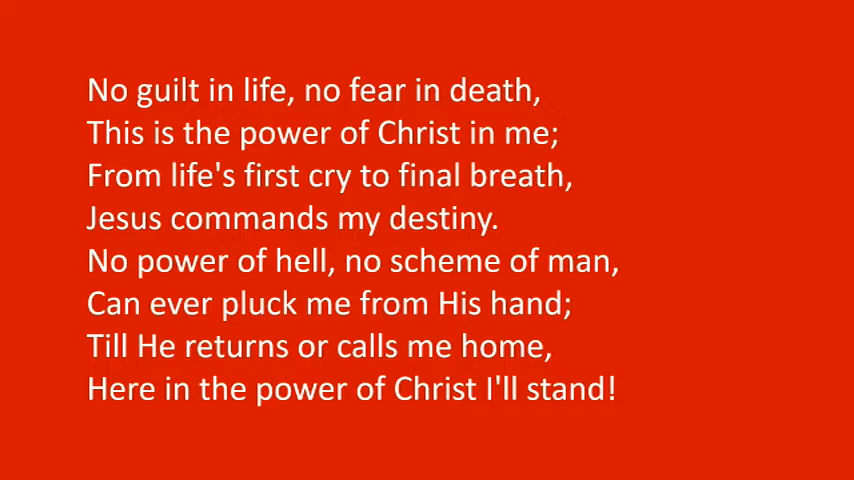 No guilt in life, no fear in death,
This is the power of Christ in me;
From life's first cry to final breath,
Jesus commands my destiny.
No power of hell, no scheme of man,
Can ever pluck me from His hand;
Till He returns or calls me home,
Here in the power of Christ I'll stand!